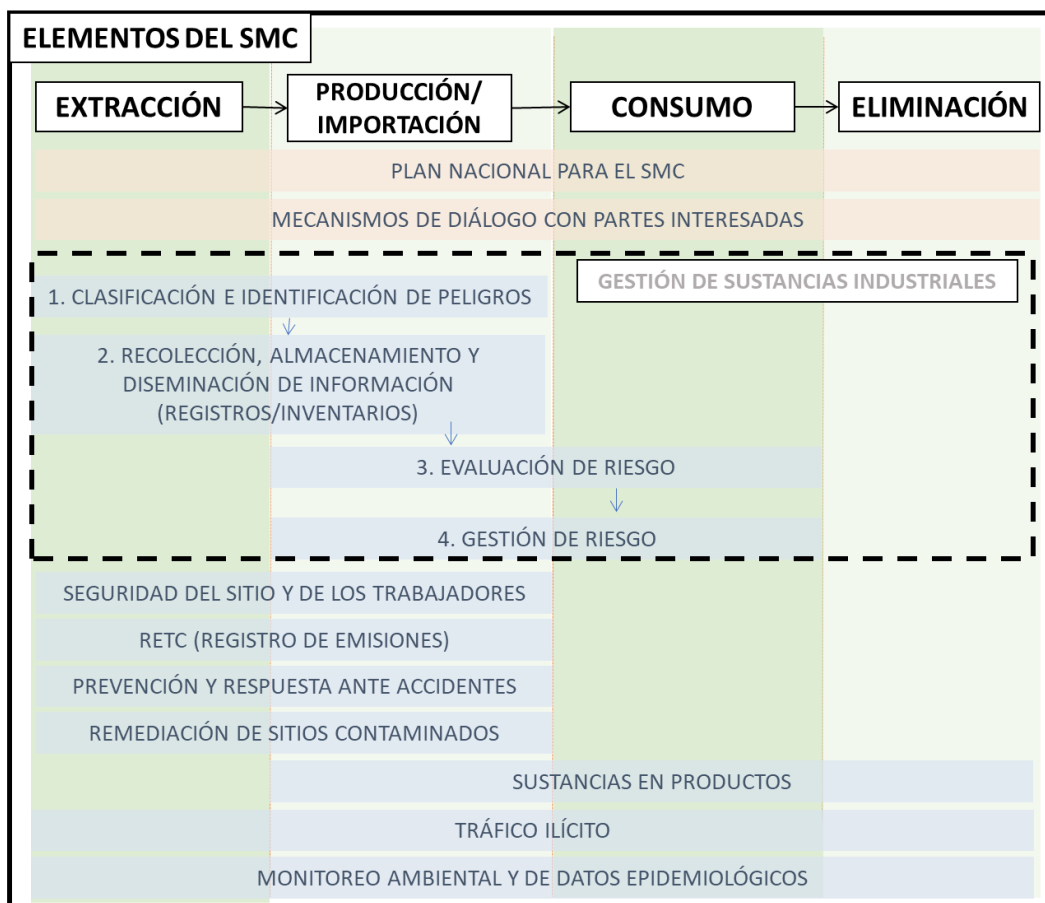 ELEMENTOS DEL SMC
EXTRACCIÓN
PRODUCCIÓN/
IMPORTACIÓN
CONSUMO
ELIMINACIÓN
PLAN NACIONAL PARA EL SMC
MECANISMOS DE DIÁLOGO CON PARTES INTERESADAS
GESTIÓN DE SUSTANCIAS INDUSTRIALES
1. CLASIFICACIÓN E IDENTIFICACIÓN DE PELIGROS
2. RECOLECCIÓN, ALMACENAMIENTO Y
DISEMINACIÓN DE INFORMACIÓN
(REGISTROS/INVENTARIOS)
3. EVALUACIÓN DE RIESGO
4. GESTIÓN DE RIESGO
SEGURIDAD DEL SITIO Y DE LOS TRABAJADORES
RETC (REGISTRO DE EMISIONES)
PREVENCIÓN Y RESPUESTA ANTE ACCIDENTES
REMEDIACIÓN DE SITIOS CONTAMINADOS
SUSTANCIAS EN PRODUCTOS
TRÁFICO ILÍCITO
MONITOREO AMBIENTAL Y DE DATOS EPIDEMIOLÓGICOS